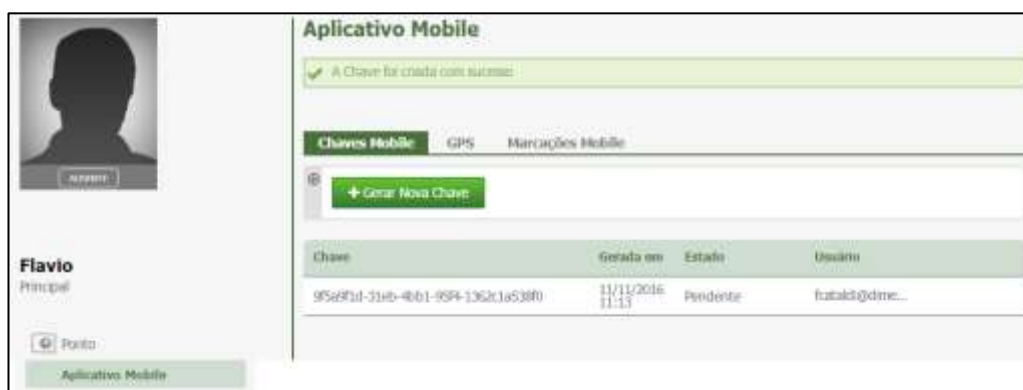 Aplicativo Mobile
A Chave foi criada com sucesso
Chaves Mobile GPS Marcações Mobile
+ Gerar Nova Chave
Chave Gerada em Estado Usuário
11/11/2016 11:13 Pendente
Flavio
Principal
Ponto
Aplicativo Mobile